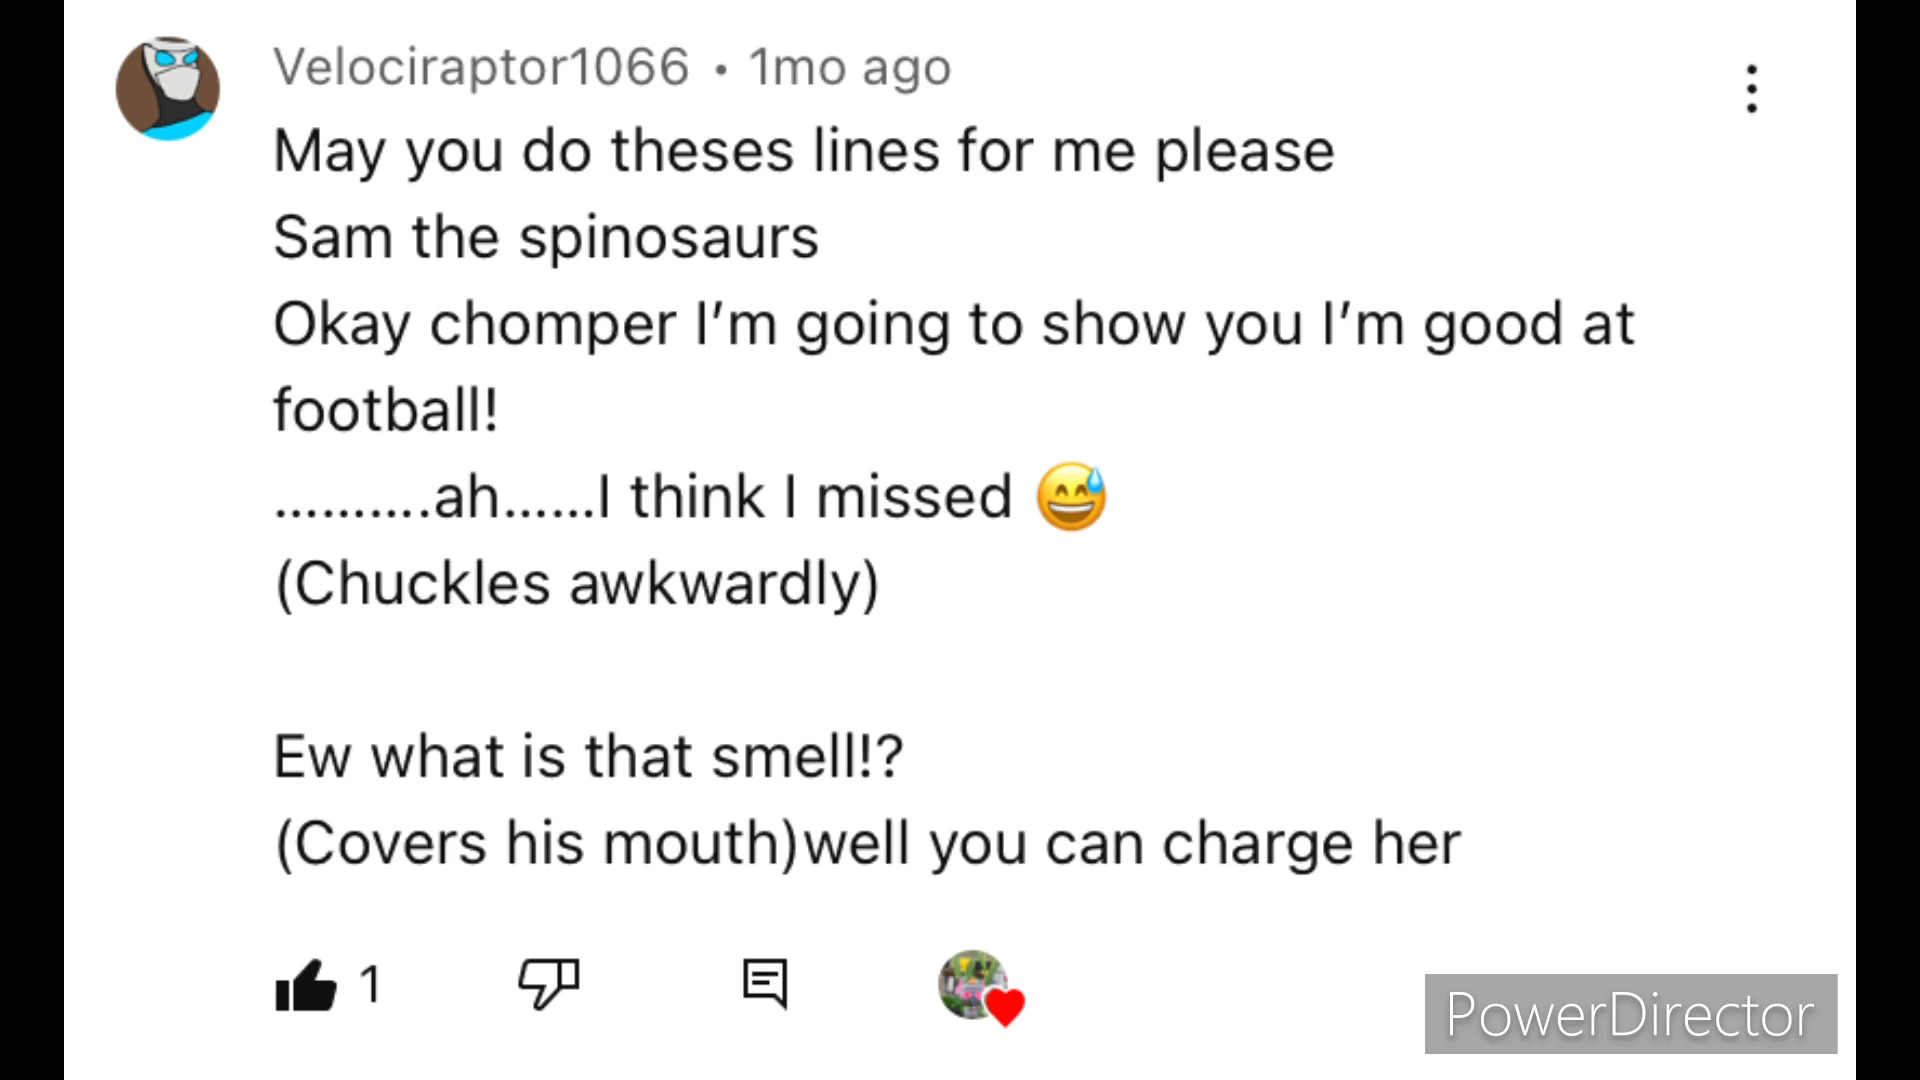 Velociraptor1066 • 1mo ago
May you do theses lines for me please
Sam the spinosaurs
Okay chomper I’m going to show you I’m good at
football!
……….ah……I think I missed 😅
(Chuckles awkwardly)
Ew what is that smell!?
(Covers his mouth)well you can charge her
1
PowerDirector